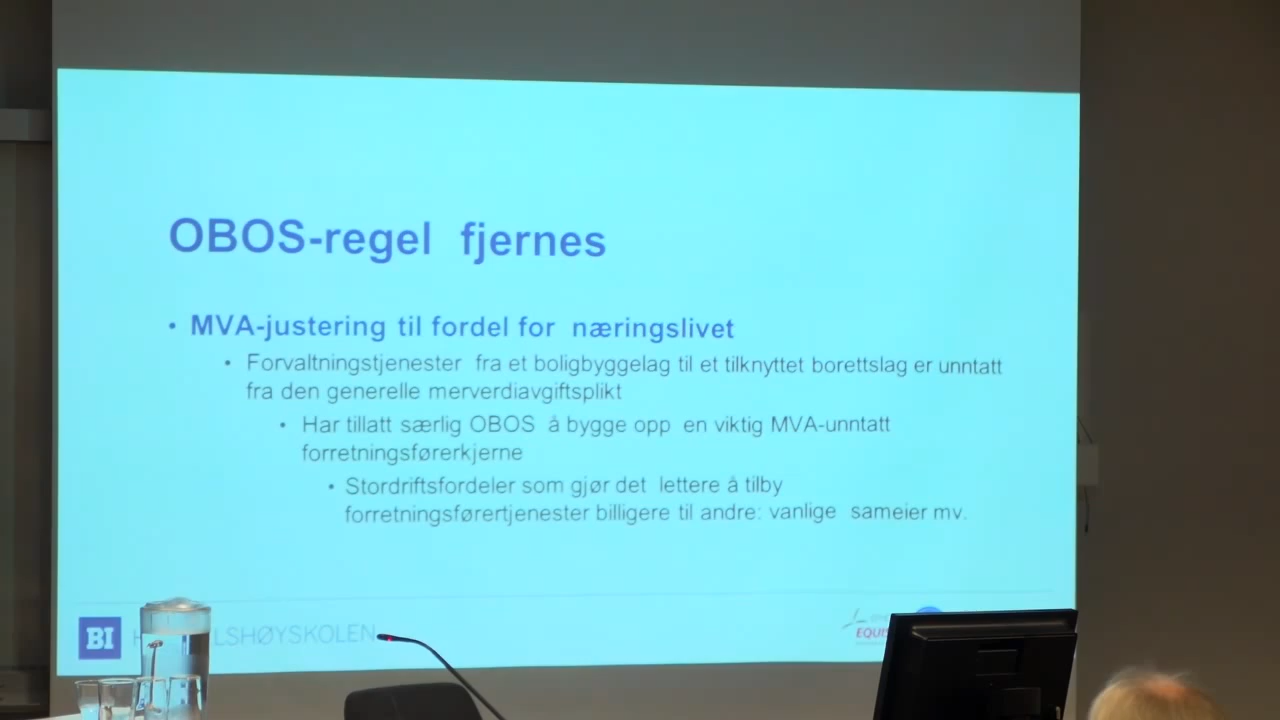 OBOS-regel fjernes
• MVA-justering til fordel for næringslivet
• Forvaltningstjenester fra et boligbyggelag til et tilknyttet borettslag er unntatt
fra den generelle merverdiavgiftsplikt
• Har tillatt særlig OBOS å bygge opp en viktig MVA-unntatt
forretningsførerkjerne
• Stordriftsfordeler som gjør det lettere å tilby
forretningsførertjenester billigere til andre: vanlige sameier mv.
BI H LSHØYSKOLEN
EQUIS